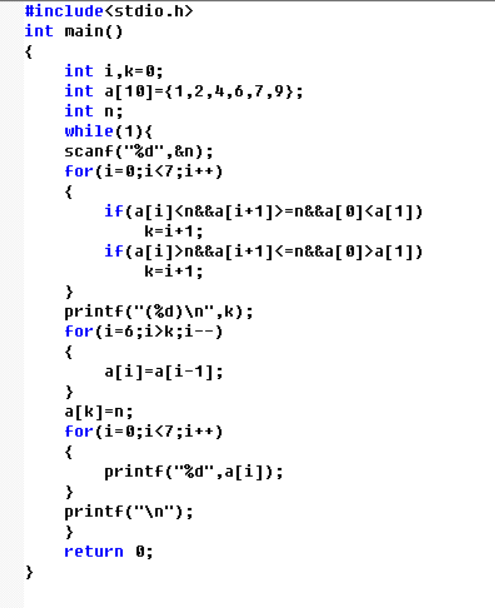 #include<stdio.h>
int main()
{
    int i,k=0;
    int a[10]={1,2,4,6,7,9};
    int n;
    while(1){
    scanf("%d",&n);
    for(i=0;i<7;i++)
    {
        if(a[i]<n&&a[i+1]>=n&&a[0]<a[1])
            k=i+1;
        if(a[i]>n&&a[i+1]<=n&&a[0]>a[1])
            k=i+1;
    }
    printf("(%d)\n",k);
    for(i=6;i>k;i--)
    {
        a[i]=a[i-1];
    }
    a[k]=n;
    for(i=0;i<7;i++)
    {
        printf("%d",a[i]);
    }
    printf("\n");
    }
    return 0;
}